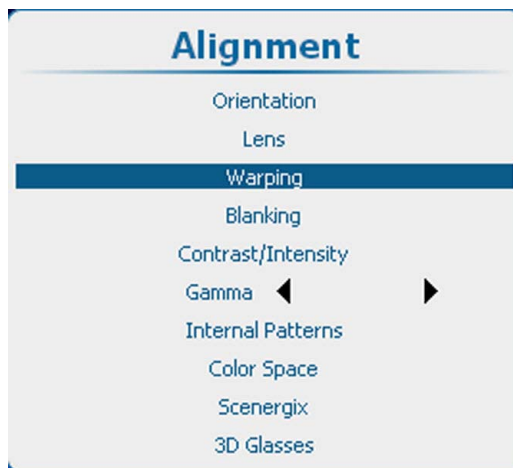 Alignment
Orientation
Lens
Warping
Blanking
Contrast/Intensity
Gamma
Internal Patterns
Color Space
Scenergix
3D Glasses